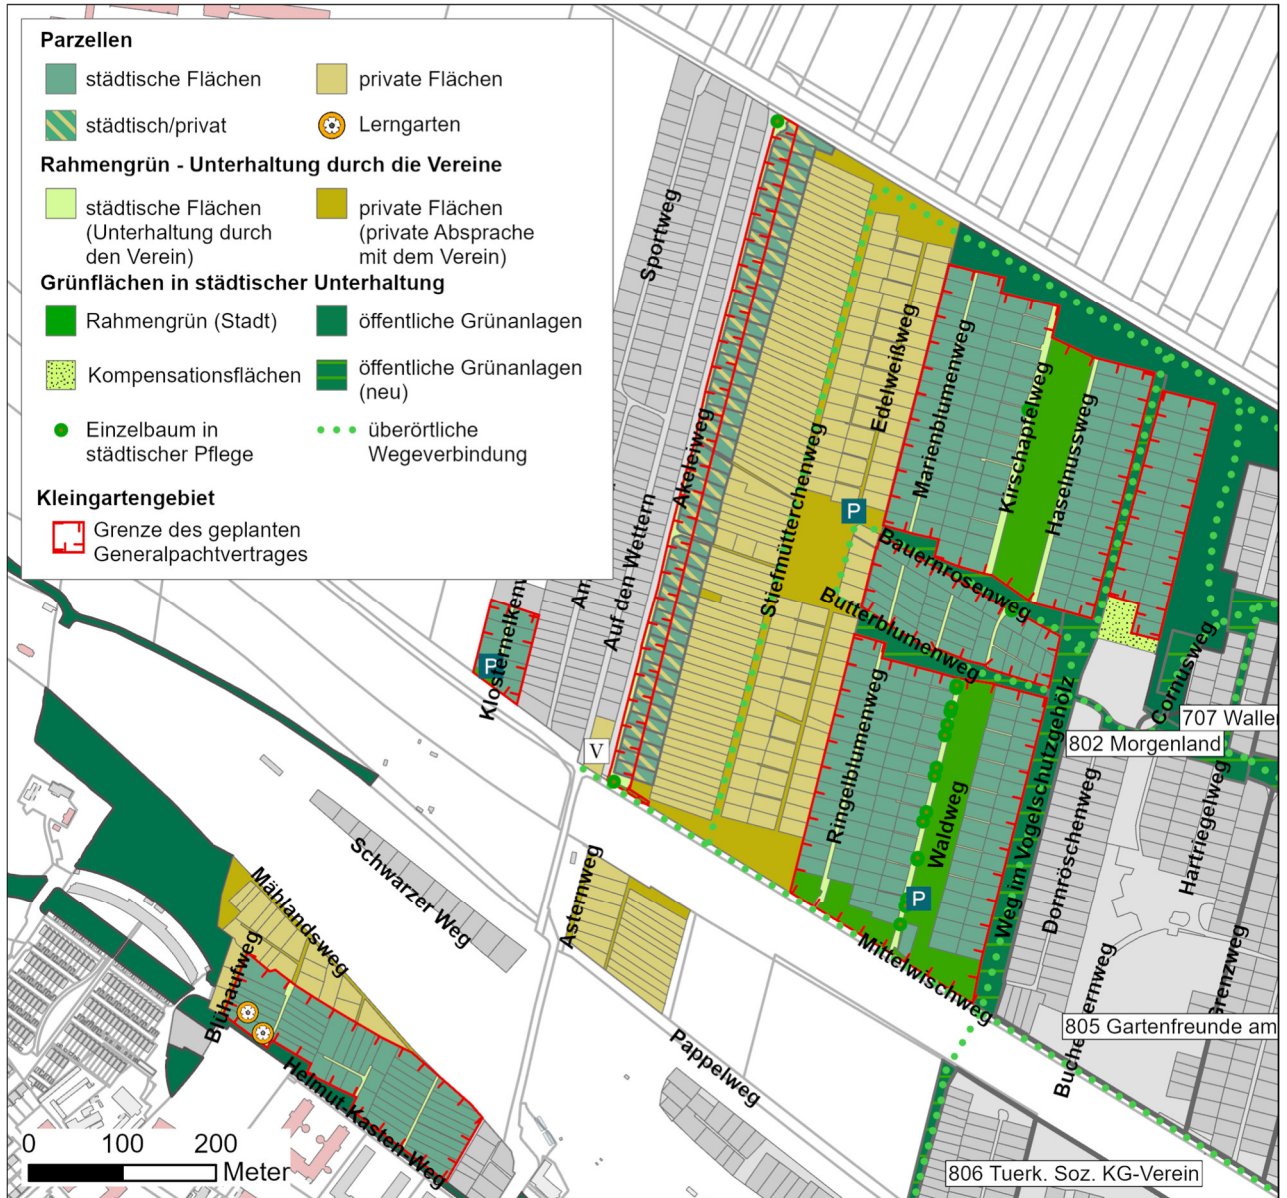 Parzellen
städtische Flächen
private Flächen
städtisch/privat
Lerngarten
Rahmengrün - Unterhaltung durch die Vereine
städtische Flächen
(Unterhaltung durch
den Verein)
private Flächen
(private Absprache
mit dem Verein)
Grünflächen in städtischer Unterhaltung
Rahmengrün (Stadt)
öffentliche Grünanlagen
Kompensationsflächen
öffentliche Grünanlagen
(neu)
Einzelbaum in
städtischer Pflege
überörtliche
Wegeverbindung
Kleingartengebiet
Grenze des geplanten
Generalpachtvertrages
Sportweg
Akeleiweg
Auf den Wettern
Am
Klosternelkenw
P
V
Stiefmütterchenweg
Edelweißweg
P
Marienblumenweg
Kirschapfelweg
Haselnussweg
Bauernrosenweg
Butterblumenweg
Ringelblumenweg
Waldweg
P
Mittelwischweg
Weg im Vogelschutzgehölz
Cornusweg
707 Waller
802 Morgenland
Dornröschenweg
Hartriegelweg
Grenzweg
805 Gartenfreunde am
806 Tuerk. Soz. KG-Verein
Schwarzer Weg
Asternweg
Pappelweg
Mählandsweg
Blühaufweg
Helmut-Kasten-Weg
0 100 200
Meter